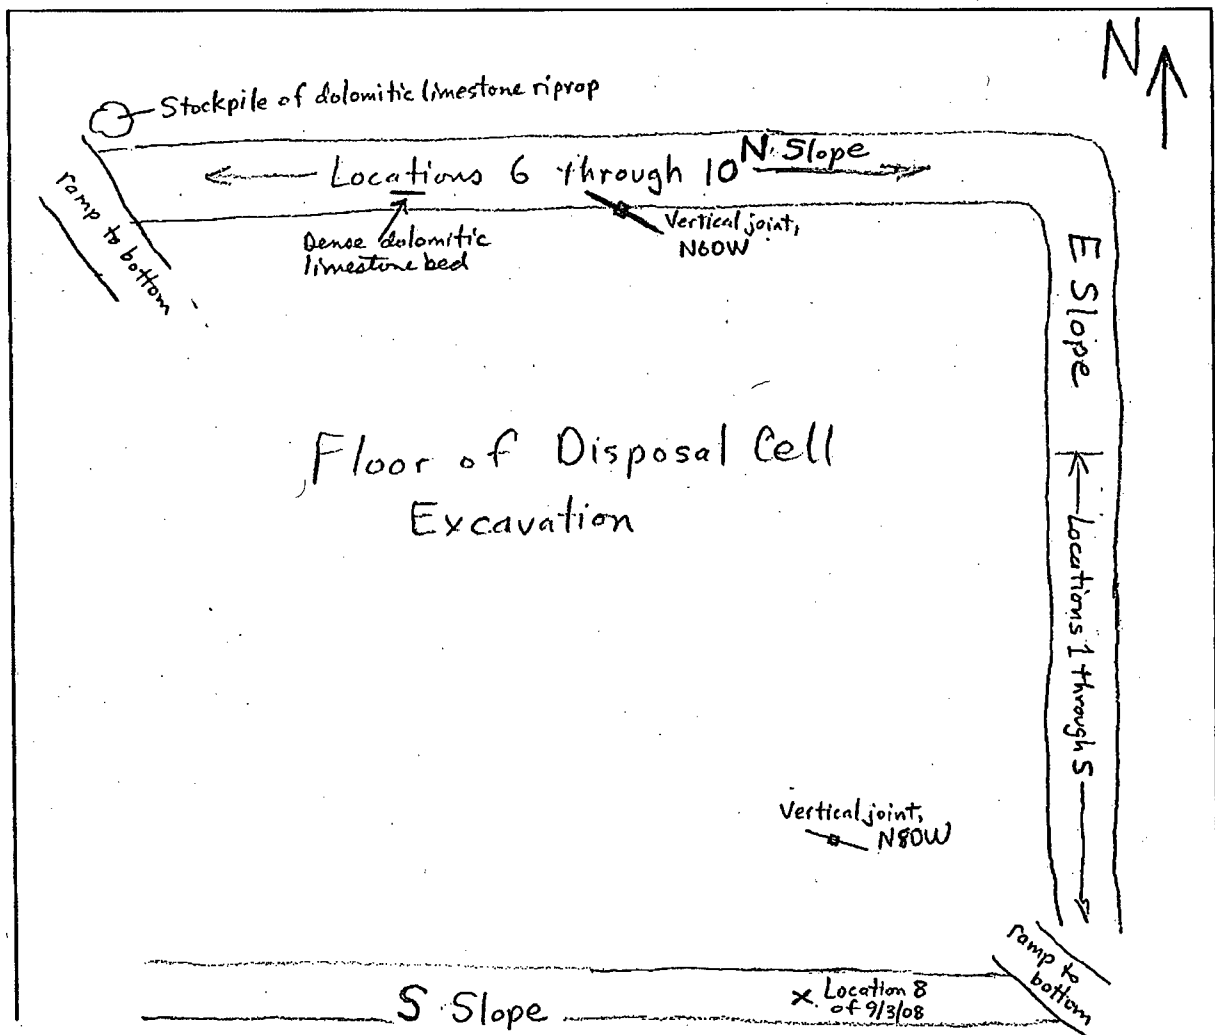 N
Stockpile of dolomitic limestone riprop
N. Slope
Locations 6 through 10
ramp to bottom
Dense dolomitic
limestone bed
Vertical joint,
N60W
E Slope
Floor of Disposal Cell
Excavation
Locations 1 through 5
Vertical joint,
N80W
ramp to
bottom
S Slope
Location 8
of 9/3/08